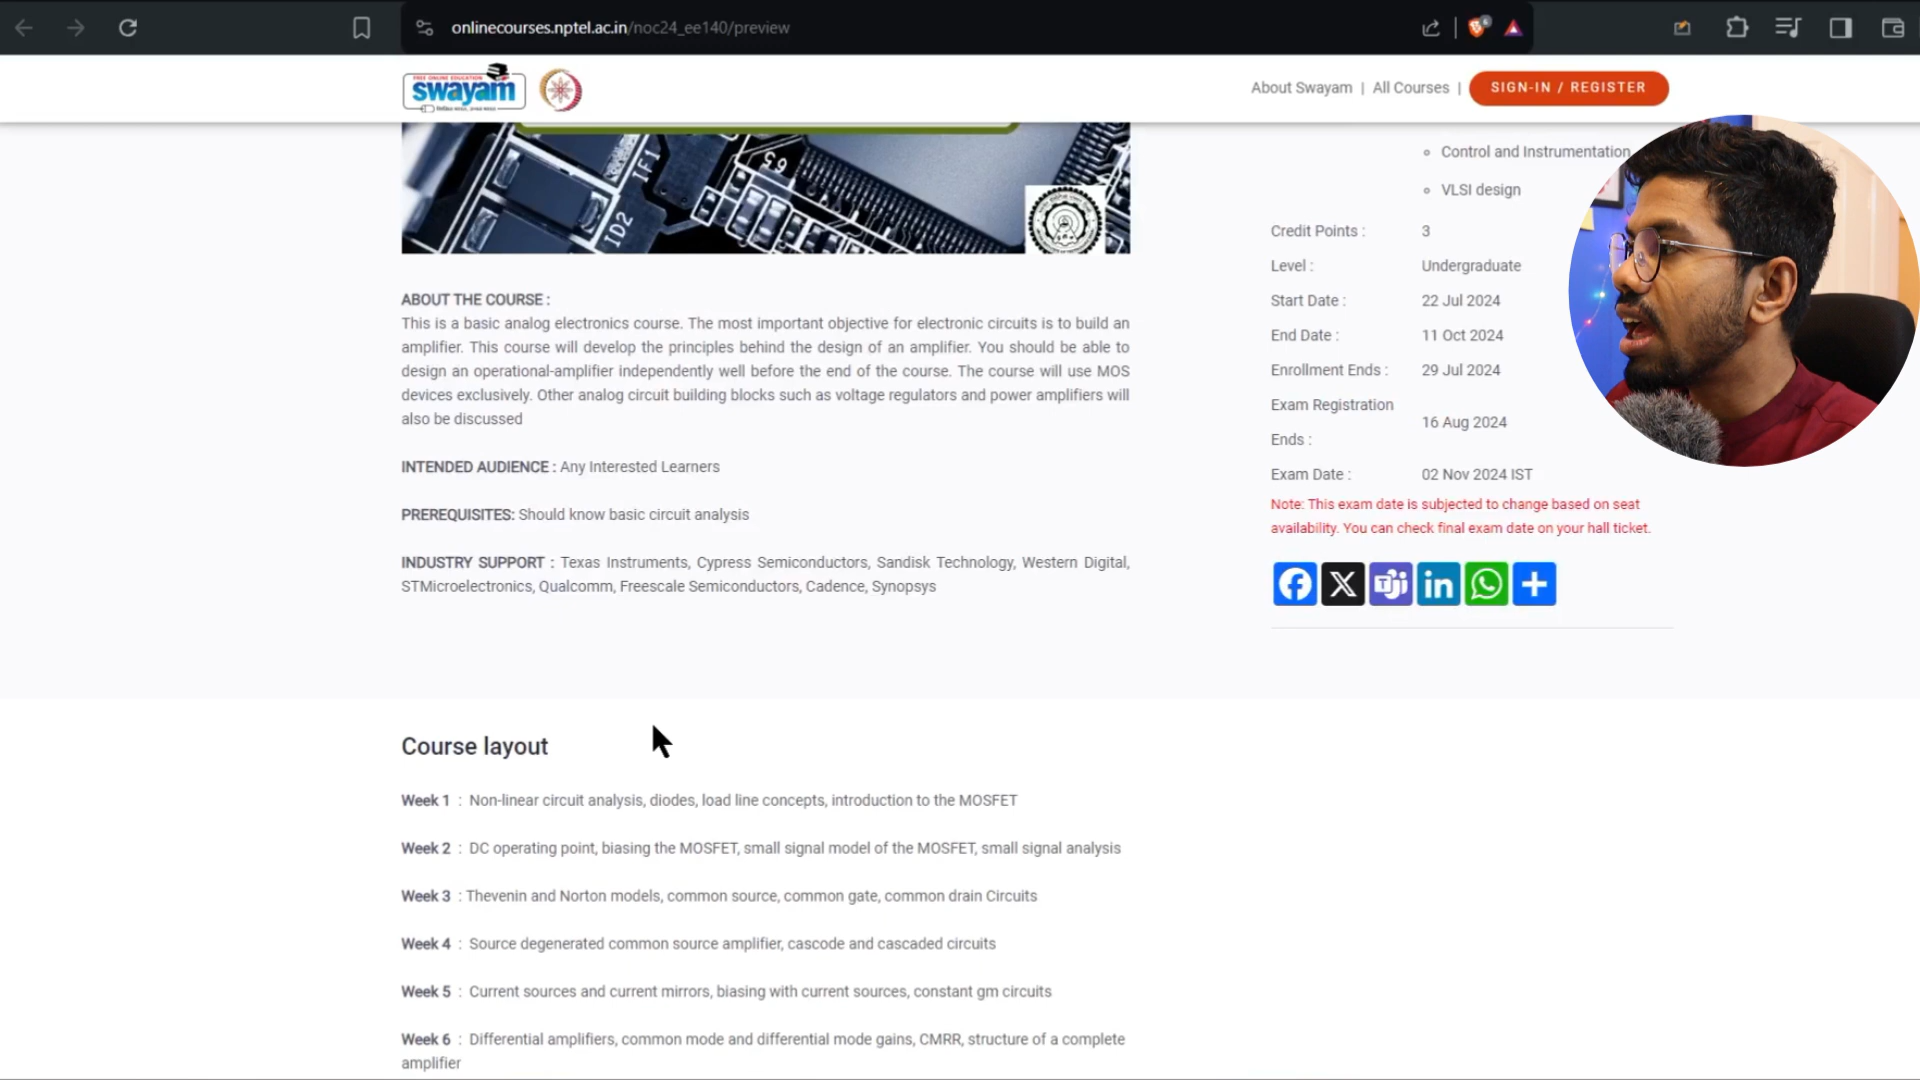 onlinecourses.nptel.ac.in/noc24_ee140/preview
6
FREE ONLINE EDUCATION
swayam
About Swayam | All Courses | SIGN-IN / REGISTER
IF1
63
ID2
Control and Instrumentation
VLSI design
Credit Points : 3
Level : Undergraduate
Start Date : 22 Jul 2024
End Date : 11 Oct 2024
Enrollment Ends : 29 Jul 2024
Exam Registration
Ends : 16 Aug 2024
Exam Date : 02 Nov 2024 IST
Note: This exam date is subjected to change based on seat
availability. You can check final exam date on your hall ticket.
ABOUT THE COURSE :
This is a basic analog electronics course. The most important objective for electronic circuits is to build an
amplifier. This course will develop the principles behind the design of an amplifier. You should be able to
design an operational-amplifier independently well before the end of the course. The course will use MOS
devices exclusively. Other analog circuit building blocks such as voltage regulators and power amplifiers will
also be discussed
INTENDED AUDIENCE : Any Interested Learners
PREREQUISITES: Should know basic circuit analysis
INDUSTRY SUPPORT : Texas Instruments, Cypress Semiconductors, Sandisk Technology, Western Digital,
STMicroelectronics, Qualcomm, Freescale Semiconductors, Cadence, Synopsys
Course layout
Week 1 : Non-linear circuit analysis, diodes, load line concepts, introduction to the MOSFET
Week 2 : DC operating point, biasing the MOSFET, small signal model of the MOSFET, small signal analysis
Week 3 : Thevenin and Norton models, common source, common gate, common drain Circuits
Week 4 : Source degenerated common source amplifier, cascode and cascaded circuits
Week 5 : Current sources and current mirrors, biasing with current sources, constant gm circuits
Week 6 : Differential amplifiers, common mode and differential mode gains, CMRR, structure of a complete
amplifier